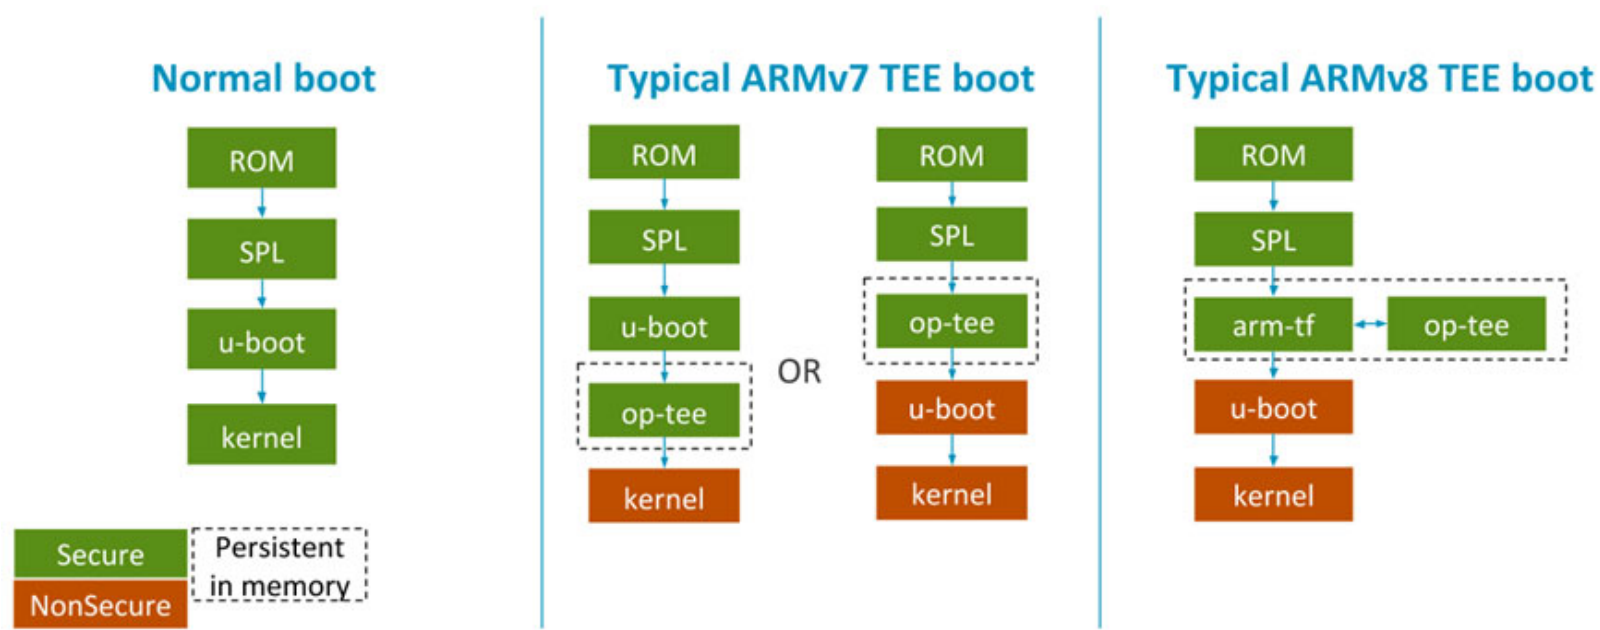 Normal boot
ROM
SPL
u-boot
kernel
Secure
NonSecure
Persistent
in memory
Typical ARMv7 TEE boot
ROM
SPL
u-boot
op-tee
kernel
OR
ROM
SPL
op-tee
u-boot
kernel
Typical ARMv8 TEE boot
ROM
SPL
arm-tf
op-tee
u-boot
kernel